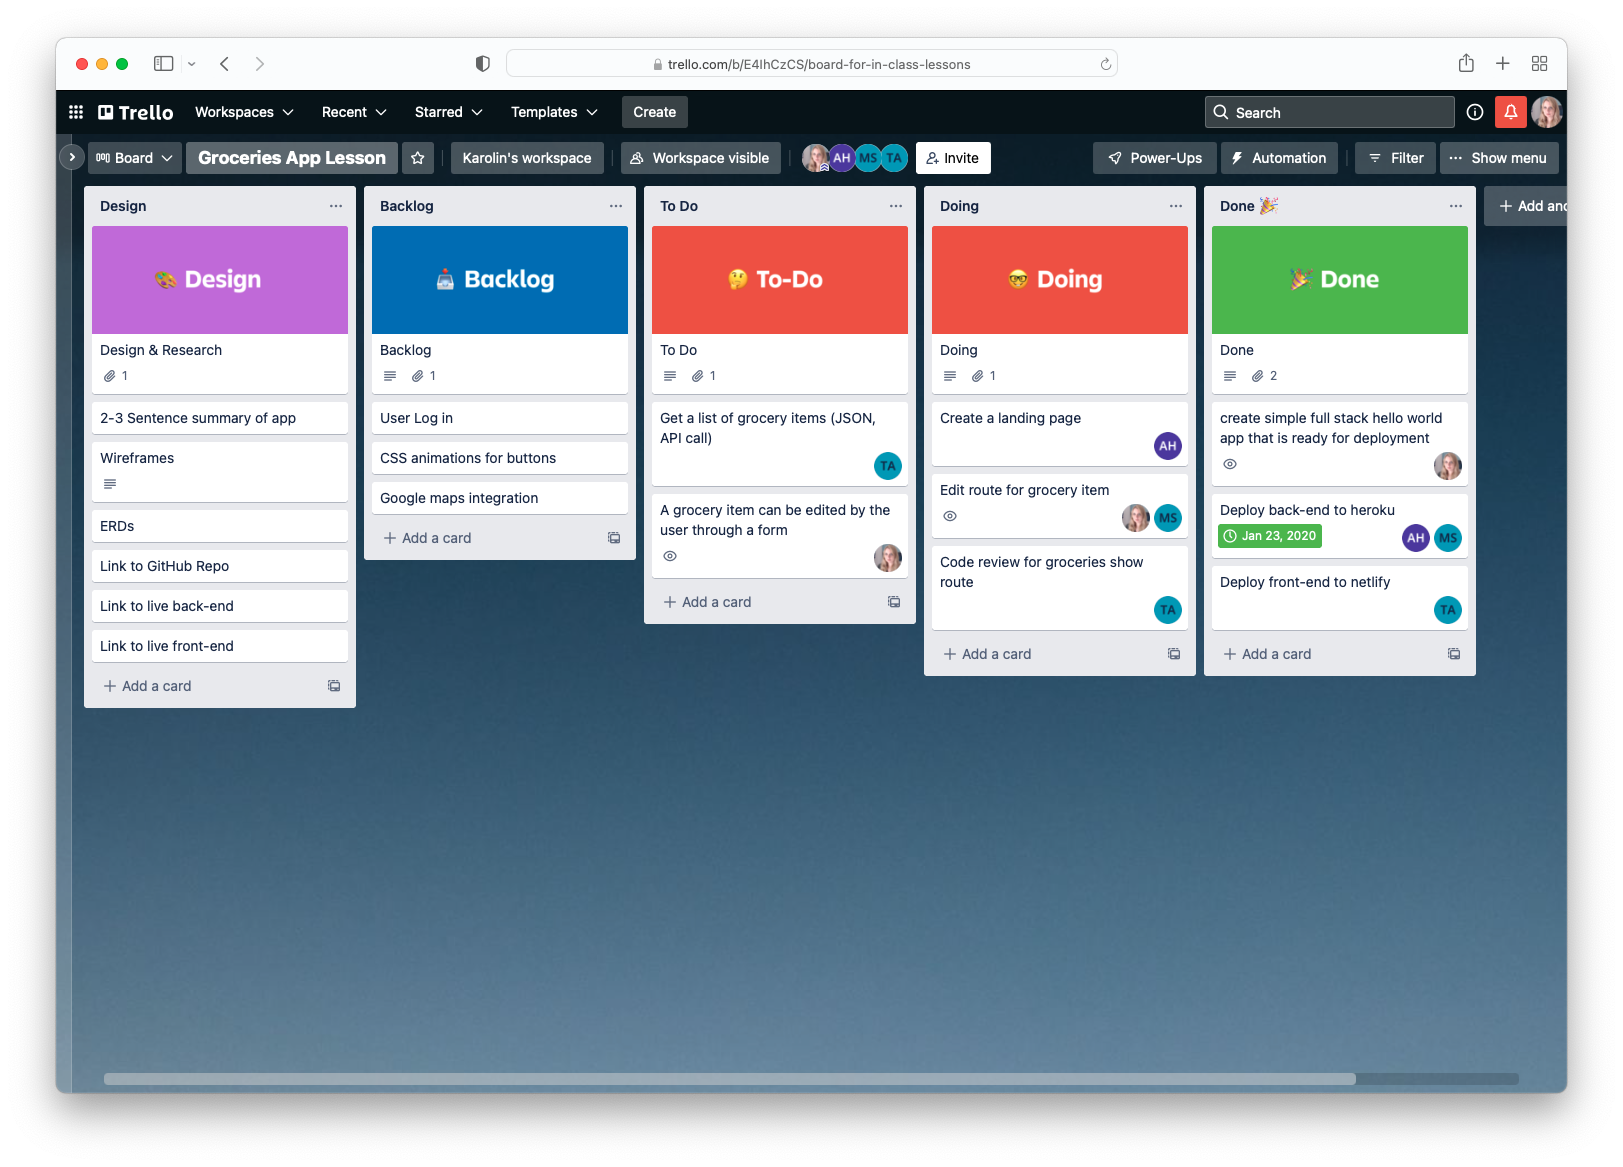 trello.com/b/E4lhCzCS/board-for-in-class-lessons
Trello
Workspaces
Recent
Starred
Templates
Create
Search
Board
Groceries App Lesson
Karolin's workspace
Workspace visible
AH
MS
TA
Invite
Power-Ups
Automation
Filter
Show menu
Design
Design
Design & Research
1
2-3 Sentence summary of app
Wireframes
ERDs
Link to GitHub Repo
Link to live back-end
Link to live front-end
+ Add a card
Backlog
Backlog
Backlog
1
User Log in
CSS animations for buttons
Google maps integration
+ Add a card
To Do
To-Do
To Do
1
Get a list of grocery items (JSON,
API call)
TA
A grocery item can be edited by the
user through a form
+ Add a card
Doing
Doing
Doing
1
Create a landing page
AH
Edit route for grocery item
MS
Code review for groceries show
route
TA
+ Add a card
Done 🎉
Done
Done
2
create simple full stack hello world
app that is ready for deployment
Deploy back-end to heroku
Jan 23, 2020
AH
MS
Deploy front-end to netlify
TA
+ Add a card
+ Add